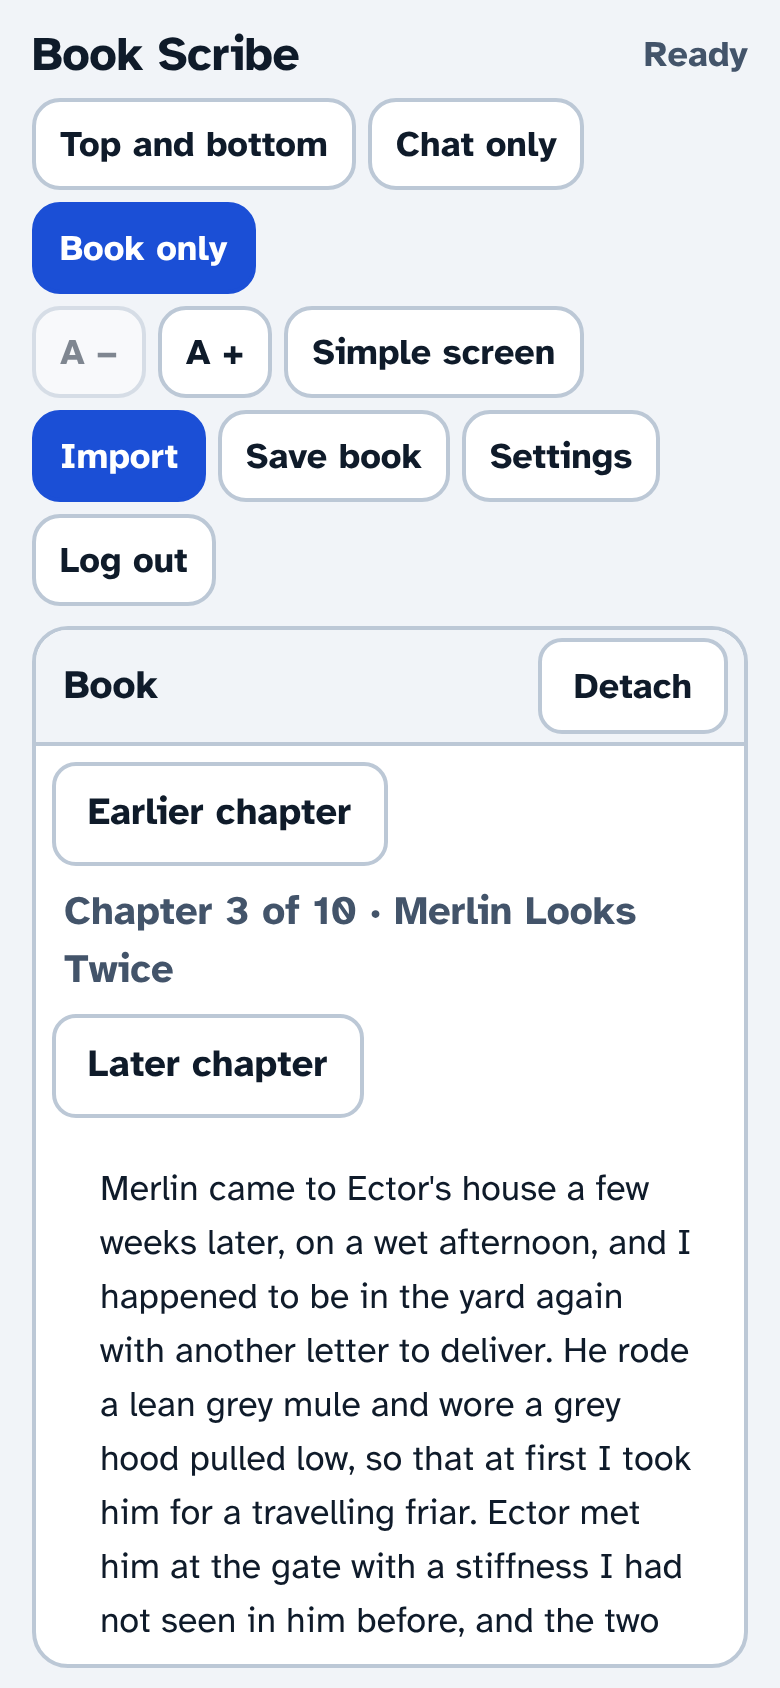 Book Scribe
Ready
Top and bottom
Chat only
Book only
A –
A +
Simple screen
Import
Save book
Settings
Log out
Book
Detach
Earlier chapter
Chapter 3 of 10 · Merlin Looks
Twice
Later chapter
Merlin came to Ector's house a few
weeks later, on a wet afternoon, and I
happened to be in the yard again
with another letter to deliver. He rode
a lean grey mule and wore a grey
hood pulled low, so that at first I took
him for a travelling friar. Ector met
him at the gate with a stiffness I had
not seen in him before, and the two